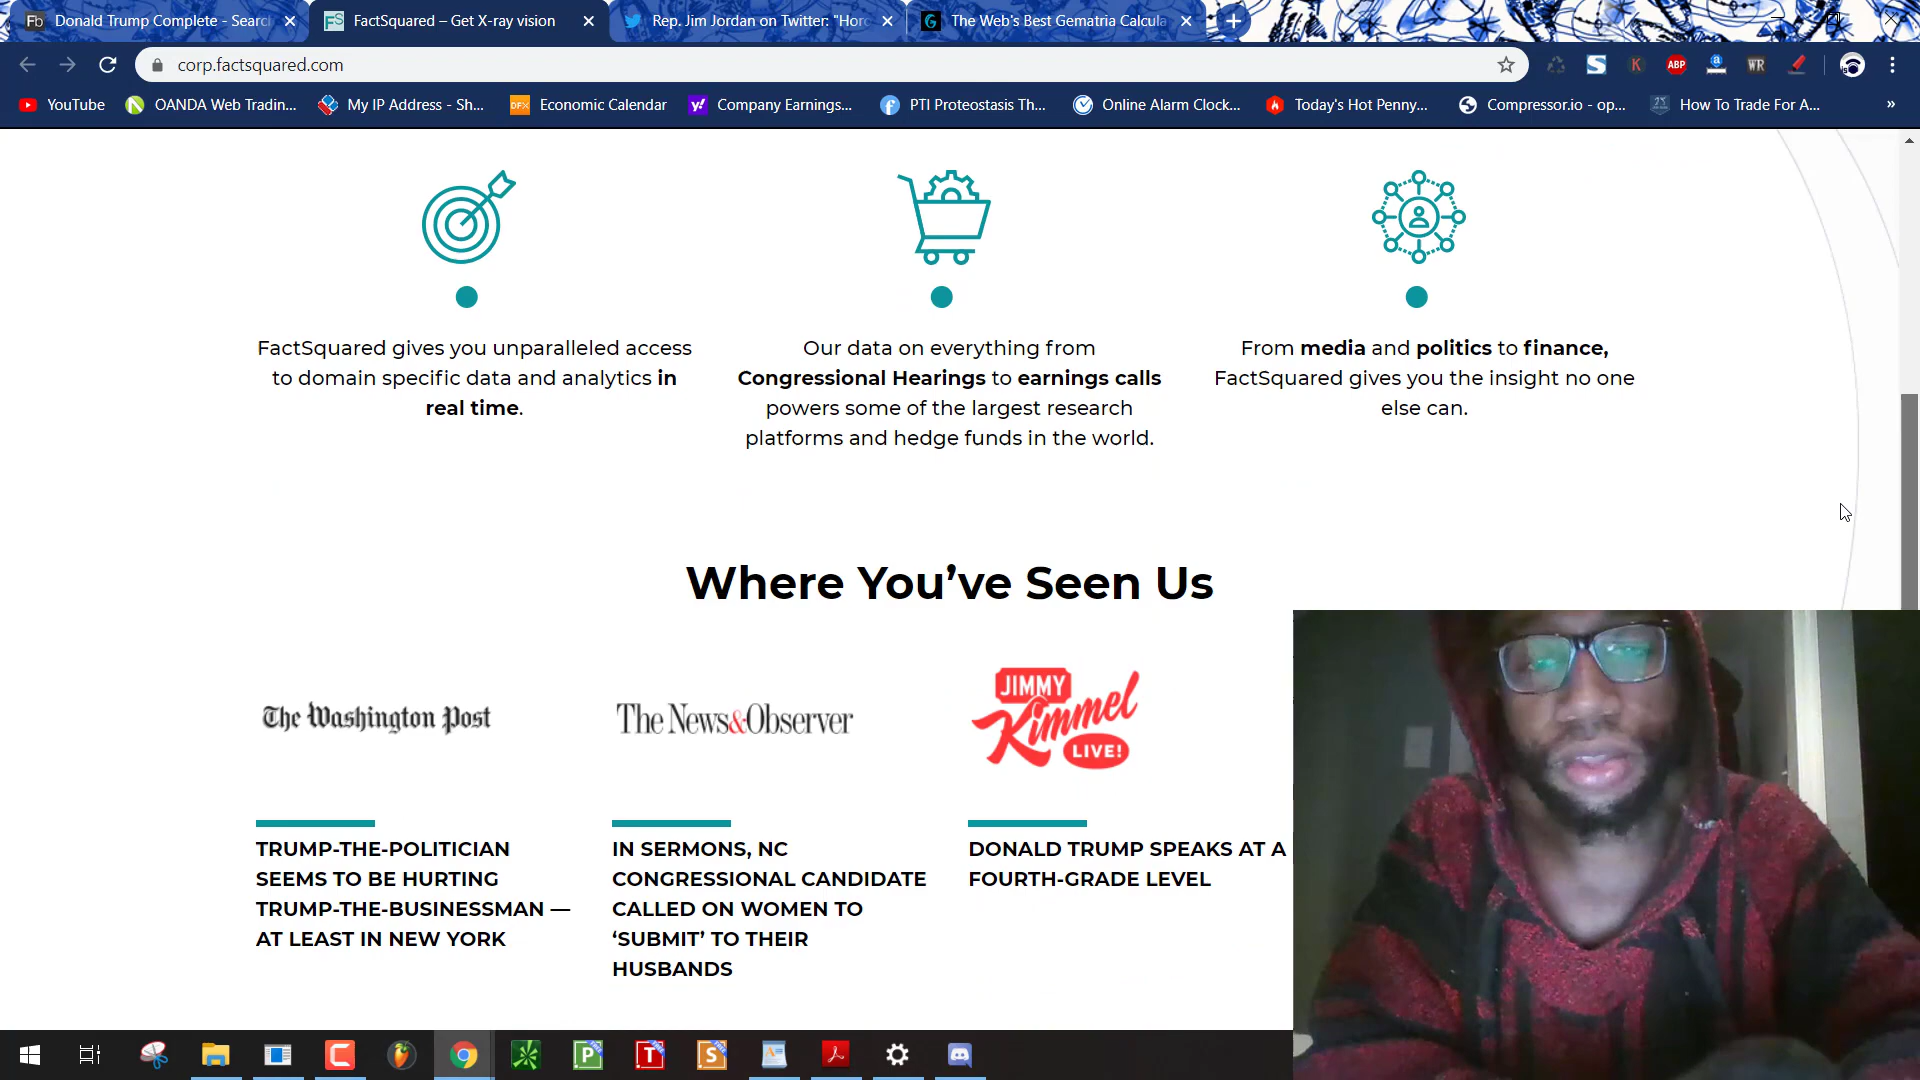 Donald Trump Complete - Searc
FactSquared – Get X-ray vision
Rep. Jim Jordan on Twitter: "Horo
The Web's Best Gematria Calcula
corp.factsquared.com
ABP
WR
YouTube
OANDA Web Tradin...
My IP Address - Sh...
Economic Calendar
Company Earnings...
PTI Proteostasis Th...
Online Alarm Clock...
Today's Hot Penny...
Compressor.io - op...
How To Trade For A...
FactSquared gives you unparalleled access
to domain specific data and analytics in
real time.
Our data on everything from
Congressional Hearings to earnings calls
powers some of the largest research
platforms and hedge funds in the world.
From media and politics to finance,
FactSquared gives you the insight no one
else can.
Where You’ve Seen Us
The Washington Post
The News&Observer
JIMMY
Kimmel
LIVE!
TRUMP-THE-POLITICIAN
SEEMS TO BE HURTING
TRUMP-THE-BUSINESSMAN —
AT LEAST IN NEW YORK
IN SERMONS, NC
CONGRESSIONAL CANDIDATE
CALLED ON WOMEN TO
‘SUBMIT’ TO THEIR
HUSBANDS
DONALD TRUMP SPEAKS AT A
FOURTH-GRADE LEVEL